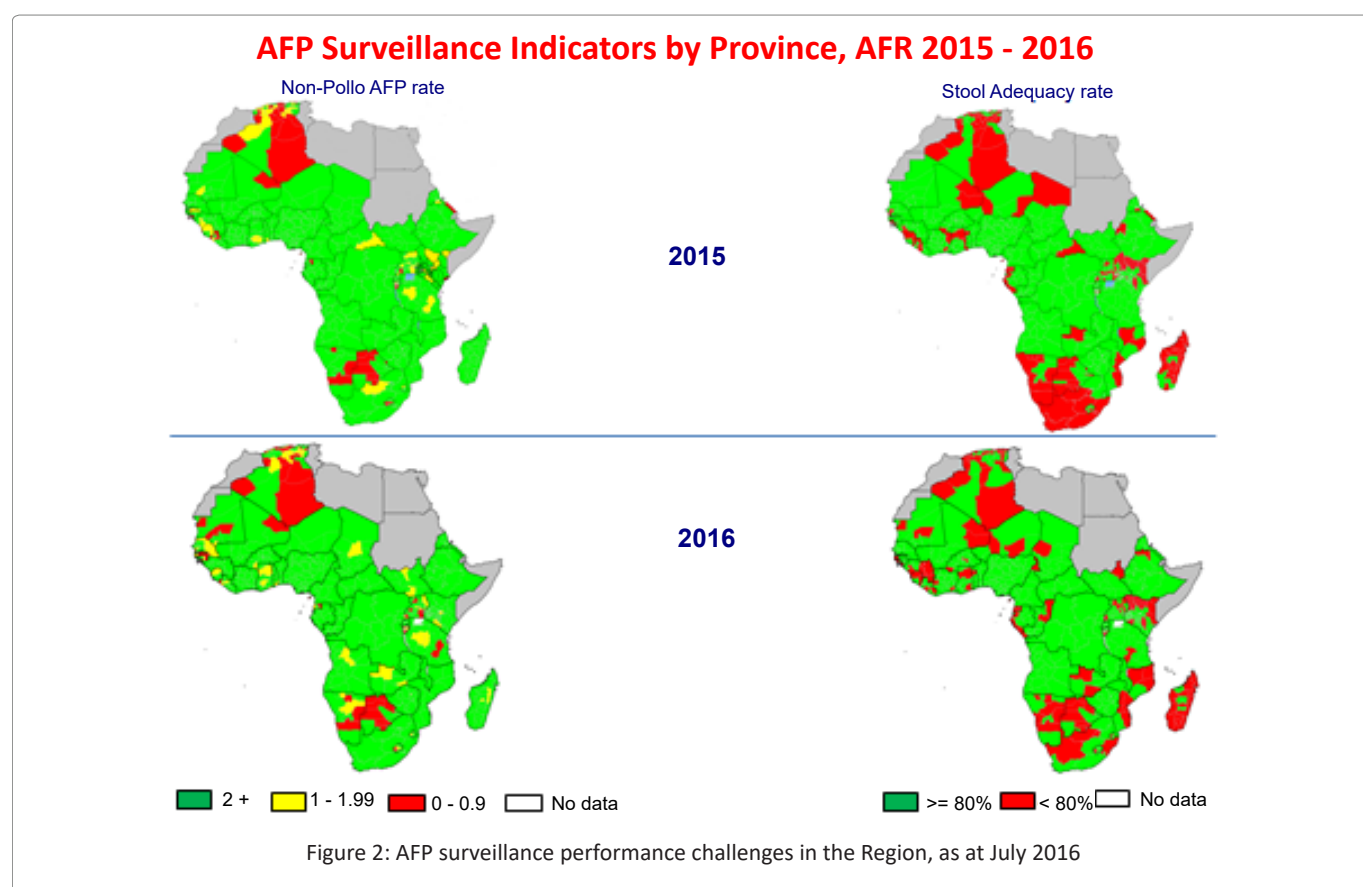 AFP Surveillance Indicators by Province, AFR 2015 - 2016
Non-Pollo AFP rate
Stool Adequacy rate
2015
2016
2 +
1 - 1.99
0 - 0.9
No data
>= 80%
< 80%
No data
Figure 2: AFP surveillance performance challenges in the Region, as at July 2016